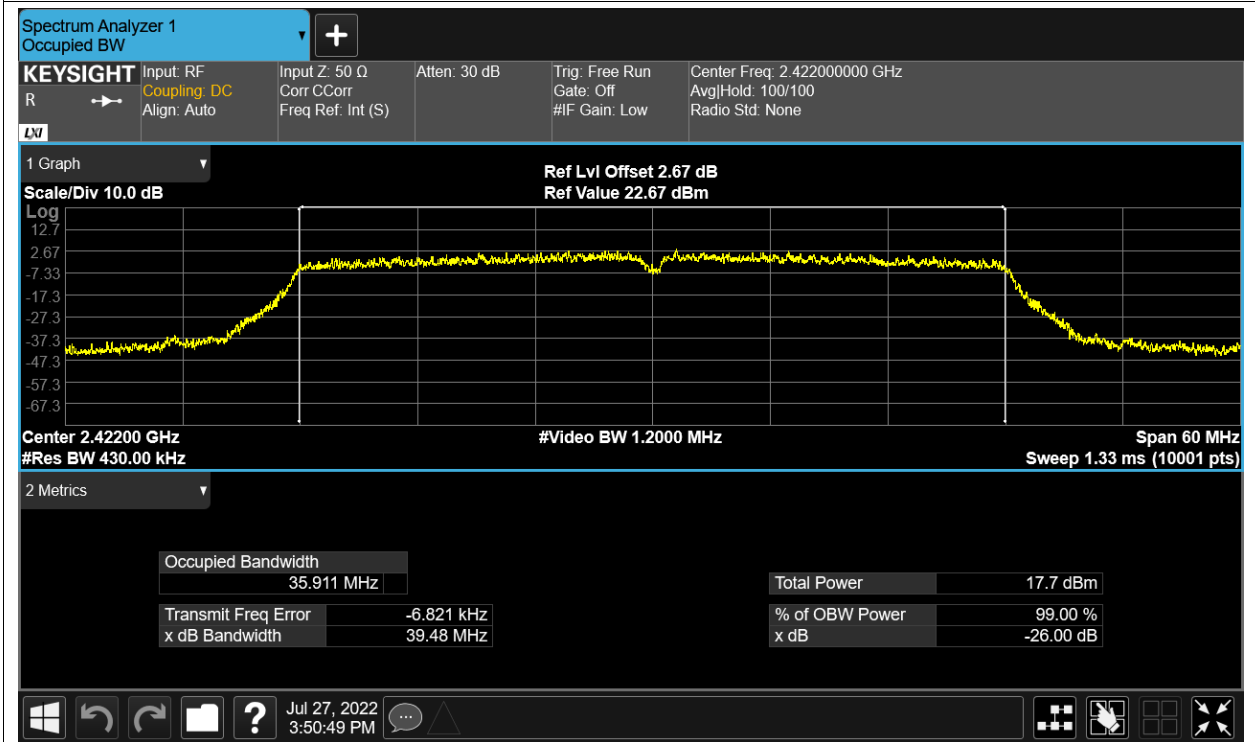 Spectrum Analyzer 1
Occupied BW
+
KEYSIGHT
R
LXI
Input: RF
Coupling: DC
Align: Auto
Input Z: 50 Ω
Corr CCorr
Freq Ref: Int (S)
Atten: 30 dB
Trig: Free Run
Gate: Off
#IF Gain: Low
Center Freq: 2.422000000 GHz
Avg|Hold: 100/100
Radio Std: None
1 Graph
Scale/Div 10.0 dB
Ref Lvl Offset 2.67 dB
Ref Value 22.67 dBm
Log
12.7
2.67
-7.33
-17.3
-27.3
-37.3
-47.3
-57.3
-67.3
Center 2.42200 GHz
#Video BW 1.2000 MHz
Span 60 MHz
#Res BW 430.00 kHz
Sweep 1.33 ms (10001 pts)
2 Metrics
Occupied Bandwidth
35.911 MHz
Total Power 17.7 dBm
Transmit Freq Error -6.821 kHz
% of OBW Power 99.00 %
x dB Bandwidth 39.48 MHz
x dB -26.00 dB
?
Jul 27, 2022
3:50:49 PM